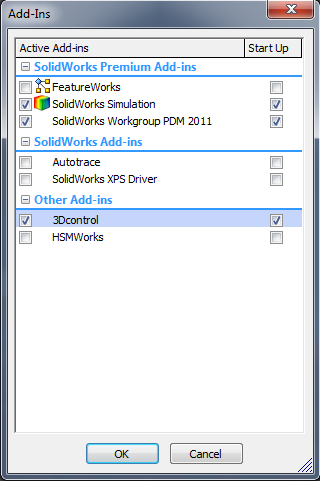 Add-Ins
Active Add-ins Start Up
SolidWorks Premium Add-ins
FeatureWorks
SolidWorks Simulation
SolidWorks Workgroup PDM 2011
SolidWorks Add-ins
Autotrace
SolidWorks XPS Driver
Other Add-ins
3Dcontrol
HSMWorks
OK Cancel